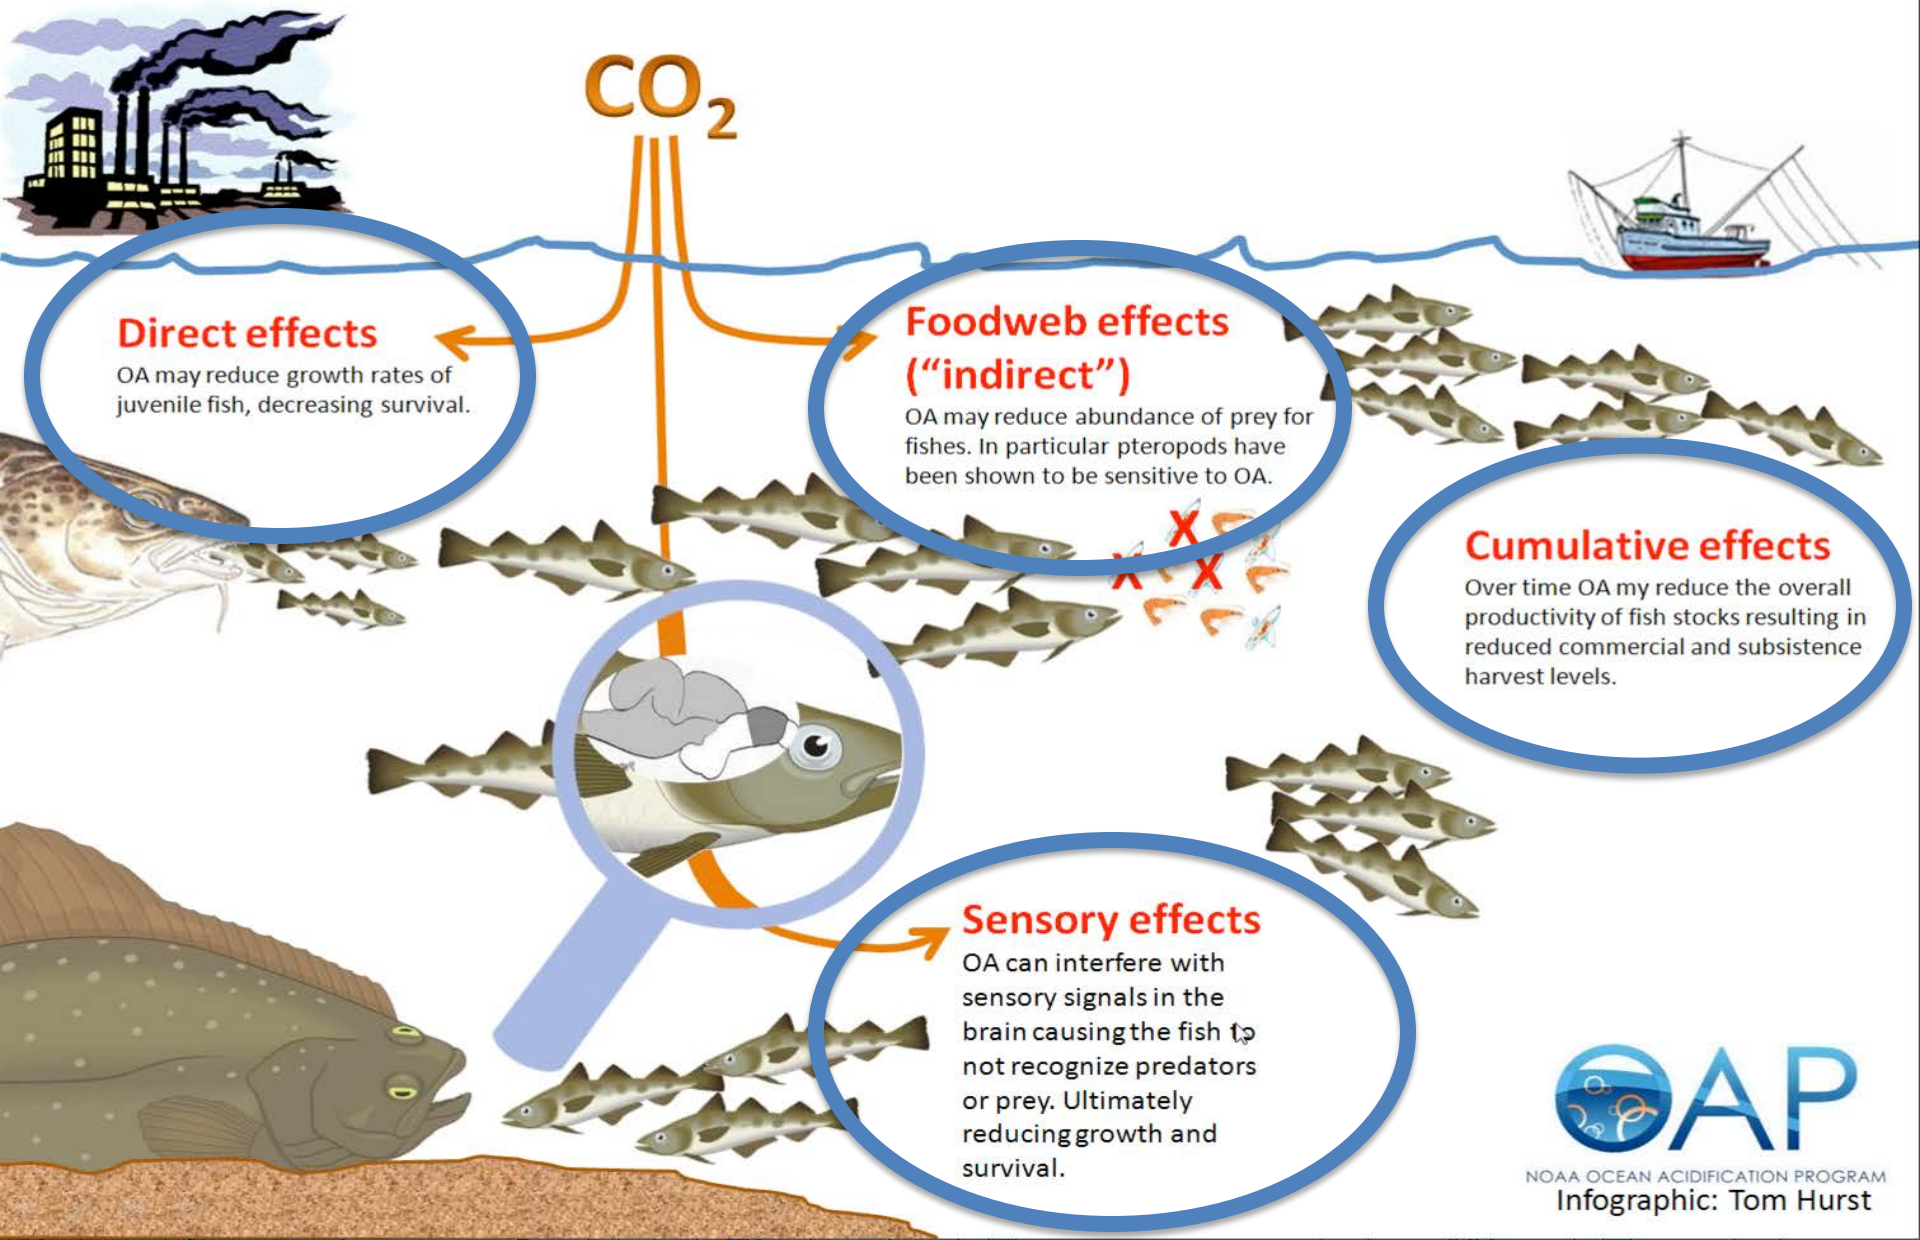 CO2
Direct effects
OA may reduce growth rates of
juvenile fish, decreasing survival.
Foodweb effects
(“indirect”)
OA may reduce abundance of prey for
fishes. In particular pteropods have
been shown to be sensitive to OA.
X
X
X
Cumulative effects
Over time OA my reduce the overall
productivity of fish stocks resulting in
reduced commercial and subsistence
harvest levels.
Sensory effects
OA can interfere with
sensory signals in the
brain causing the fish to
not recognize predators
or prey. Ultimately
reducing growth and
survival.
OAP
NOAA OCEAN ACIDIFICATION PROGRAM
Infographic: Tom Hurst